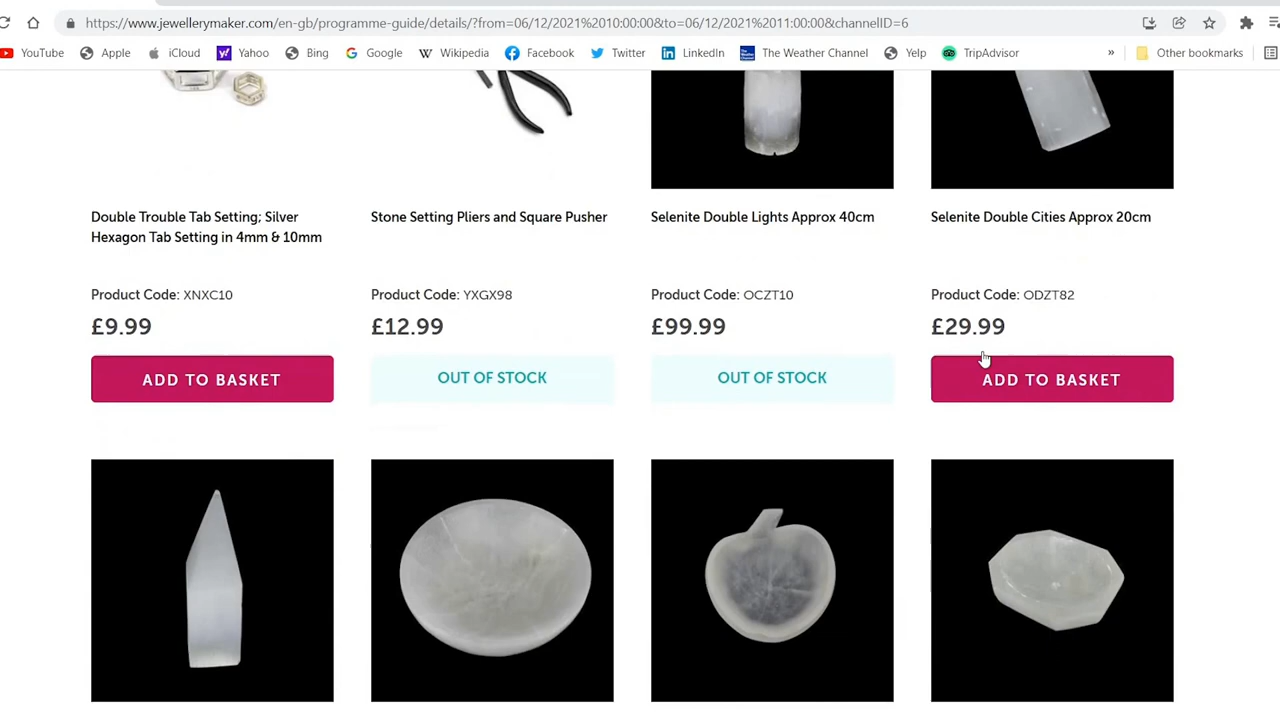 https://www.jewellerymaker.com/en-gb/programme-guide/details/?from=06/12/2021%2010:00:00&to=06/12/2021%2011:00:00&channelID=6
YouTube Apple iCloud Yahoo Bing Google Wikipedia Facebook Twitter LinkedIn The Weather Channel Yelp TripAdvisor » Other bookmarks
Double Trouble Tab Setting; Silver
Hexagon Tab Setting in 4mm & 10mm
Product Code: XNXC10
£9.99
ADD TO BASKET
Stone Setting Pliers and Square Pusher
Product Code: YXGX98
£12.99
OUT OF STOCK
Selenite Double Lights Approx 40cm
Product Code: OCZT10
£99.99
OUT OF STOCK
Selenite Double Cities Approx 20cm
Product Code: ODZT82
£29.99
ADD TO BASKET